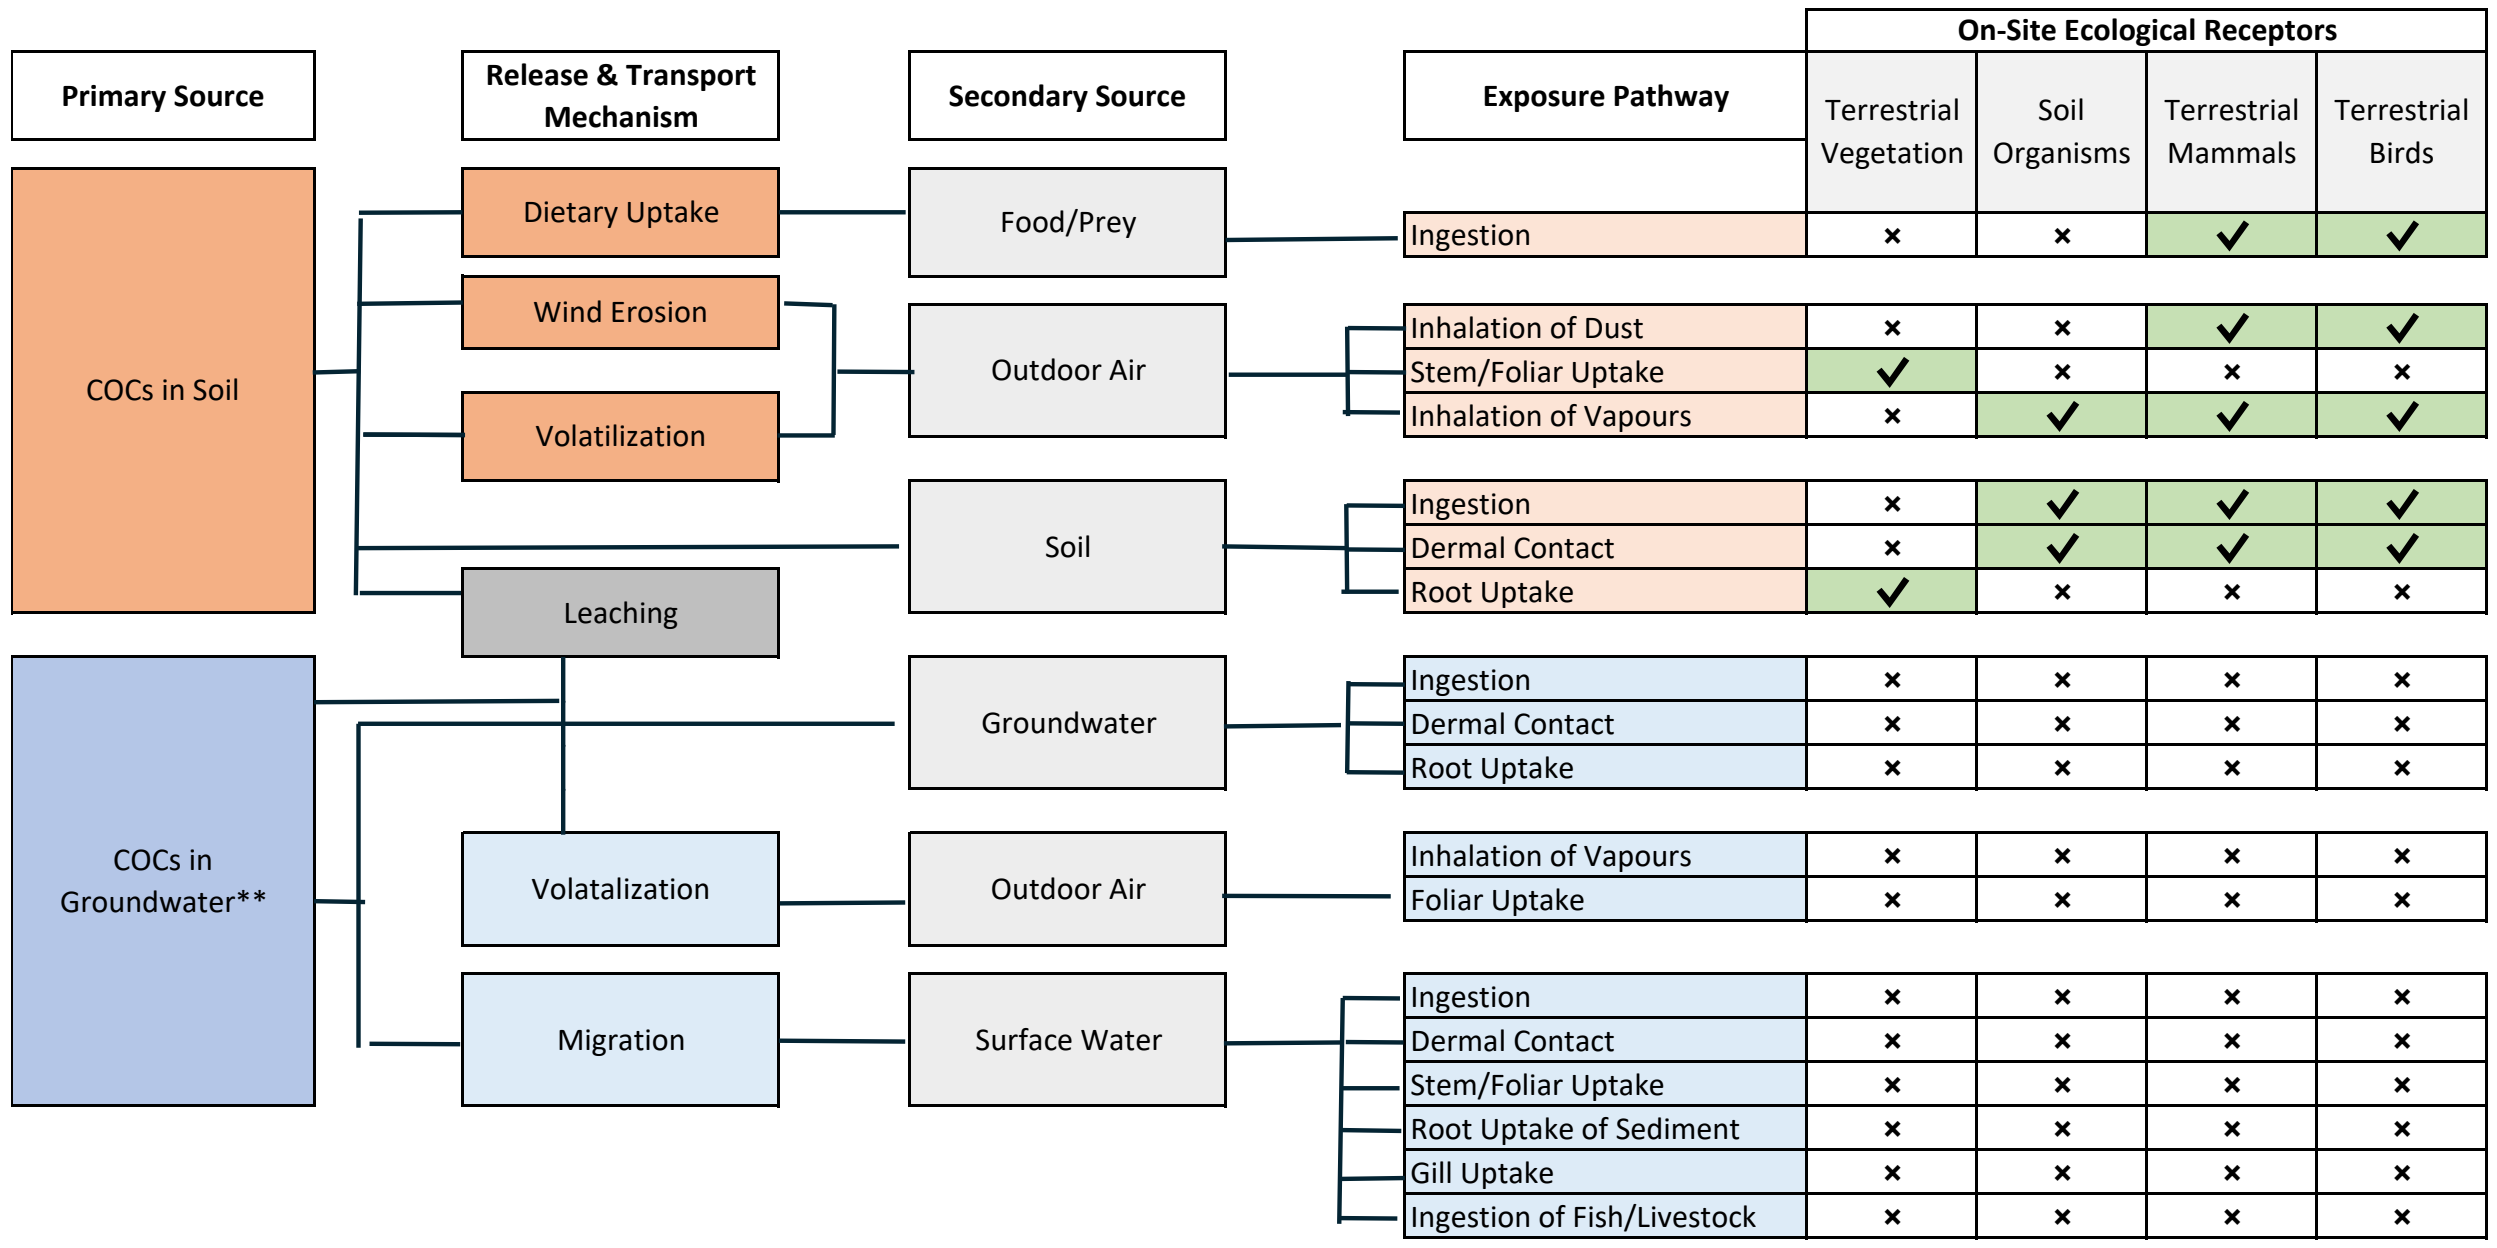 On-Site Ecological Receptors
Primary Source
Release & Transport
Mechanism
Secondary Source
Exposure Pathway
Terrestrial
Vegetation
Soil
Organisms
Terrestrial
Mammals
Terrestrial
Birds
COCs in Soil
Dietary Uptake
Food/Prey
Ingestion × × ✓ ✓
Wind Erosion
Volatilization
Outdoor Air
Inhalation of Dust × × ✓ ✓
Stem/Foliar Uptake ✓ × × ×
Inhalation of Vapours × ✓ ✓ ✓
Soil
Ingestion × ✓ ✓ ✓
Dermal Contact × ✓ ✓ ✓
Root Uptake ✓ × × ×
Leaching
COCs in
Groundwater**
Groundwater
Ingestion × × × ×
Dermal Contact × × × ×
Root Uptake × × × ×
Volatalization
Outdoor Air
Inhalation of Vapours × × × ×
Foliar Uptake × × × ×
Migration
Surface Water
Ingestion × × × ×
Dermal Contact × × × ×
Stem/Foliar Uptake × × × ×
Root Uptake of Sediment × × × ×
Gill Uptake × × × ×
Ingestion of Fish/Livestock × × × ×